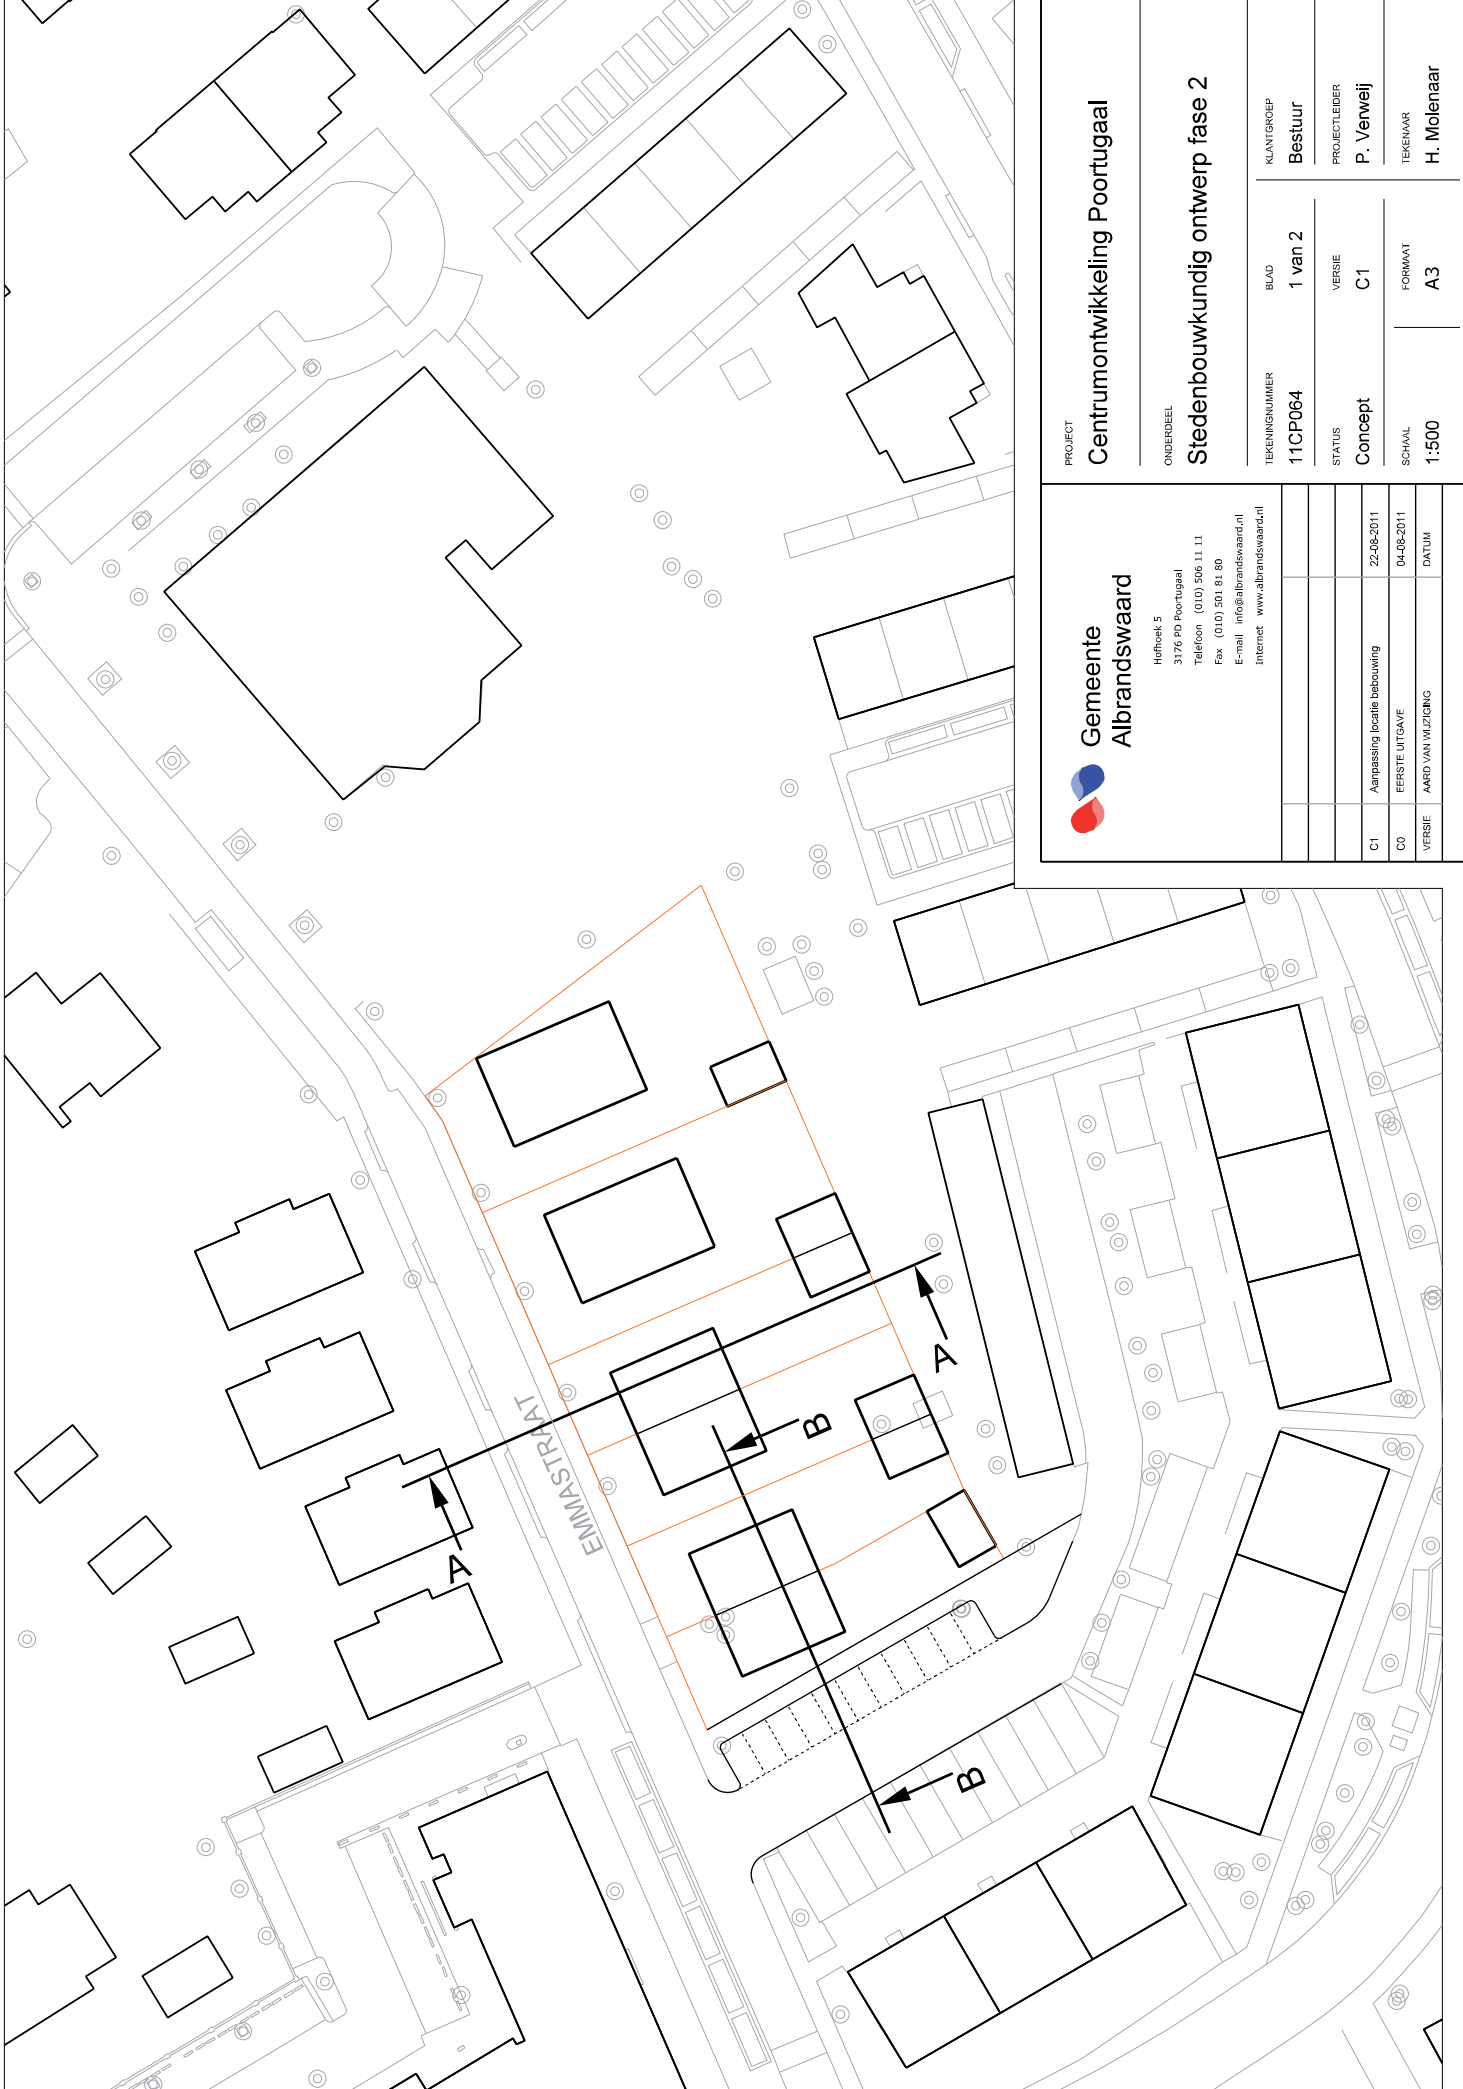 EMMASTRAAT
A
A
B
B
Gemeente
Albrandswaard
Hofhoek 5
3176 PD Poortugaal
Telefoon (010) 506 11 11
Fax (010) 501 81 80
E-mail info@albrandswaard.nl
Internet www.albrandswaard.nl
C1 Aanpassing locatie bebouwing 22-08-2011
C0 EERSTE UITGAVE 04-08-2011
VERSIE AARD VAN WIJZIGING DATUM
PROJECT
Centrumontwikkeling Poortugaal
ONDERDEEL
Stedenbouwkundig ontwerp fase 2
TEKENINGNUMMER BLAD KLANTGROEP
11CP064 1 van 2 Bestuur
STATUS VERSIE PROJECTLEIDER
Concept C1 P. Verweij
SCHAAL FORMAAT TEKENAAR
1:500 A3 H. Molenaar